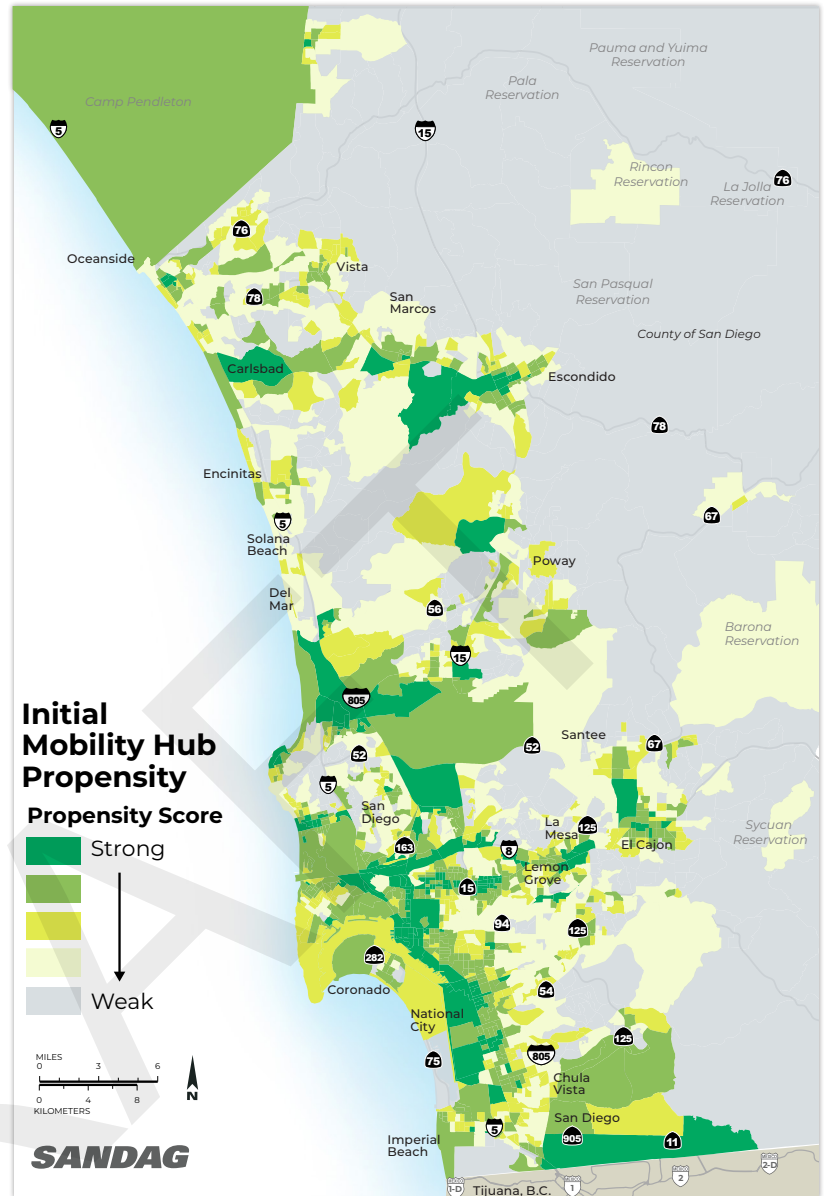 Pauma and Yuima
Reservation
Pala
Reservation
Camp Pendleton
5
15
Rincon
Reservation
76
La Jolla
Reservation
76
Oceanside
Vista
78
San
Marcos
San Pasqual
Reservation
County of San Diego
Carlsbad
Escondido
78
Encinitas
67
5
Solana
Beach
Poway
Del
Mar
56
Barona
Reservation
15
805
Initial
Mobility Hub
Propensity
Propensity Score
Strong
Weak
52
52
Santee
67
5
San
Diego
La
Mesa
125
Sycuan
Reservation
163
8
El Cajon
Lemon
Grove
15
94
125
282
Coronado
54
National
City
125
75
805
Chula
Vista
San Diego
5
905
11
Imperial
Beach
MILES
0 3 6
0 4 8
KILOMETERS
N
SANDAG
1-D
Tijuana, B.C.
1
2
2-D